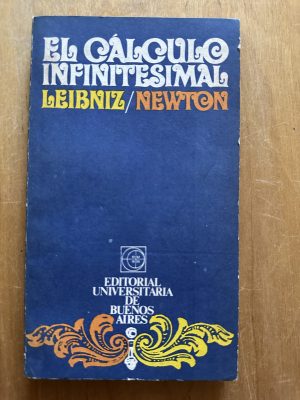 EL CÁLCULO
INFINITESIMAL
LEIBNIZ/NEWTON
EDITORIAL
UNIVERSITARIA
DE
BUENOS
AIRES